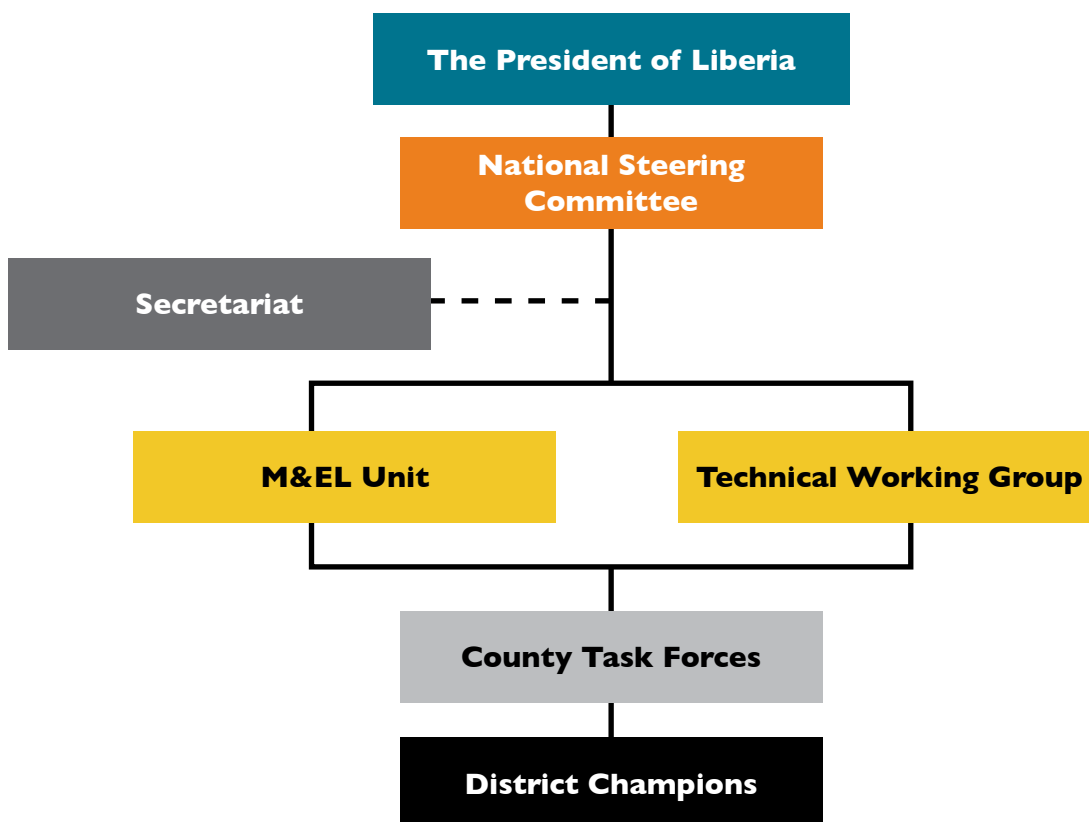 The President of Liberia
National Steering
Committee
Secretariat
M&EL Unit
Technical Working Group
County Task Forces
District Champions